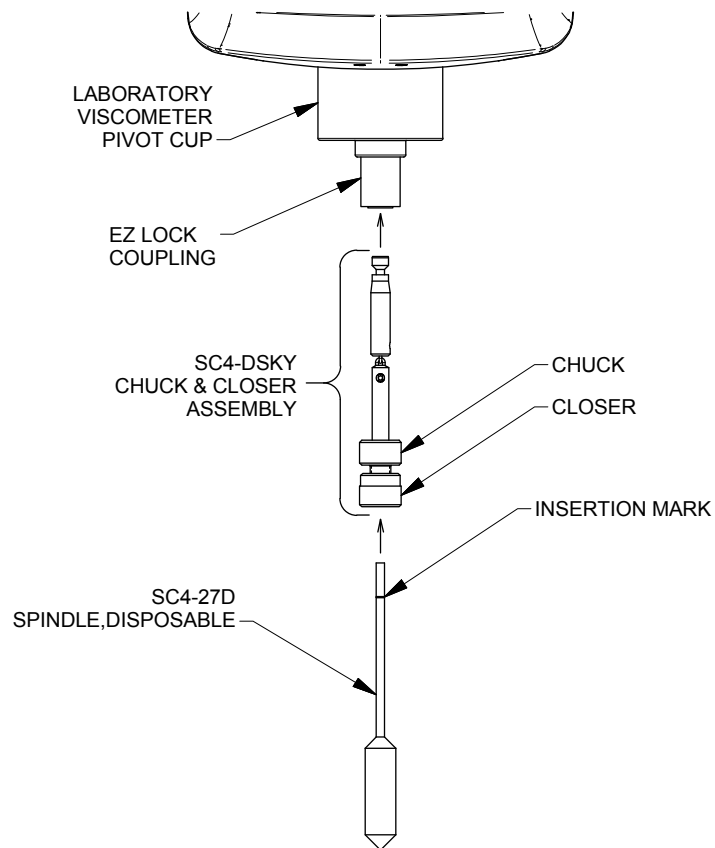 LABORATORY
VISCOMETER
PIVOT CUP
EZ LOCK
COUPLING
SC4-DSKY
CHUCK & CLOSER
ASSEMBLY
CHUCK
CLOSER
INSERTION MARK
SC4-27D
SPINDLE,DISPOSABLE